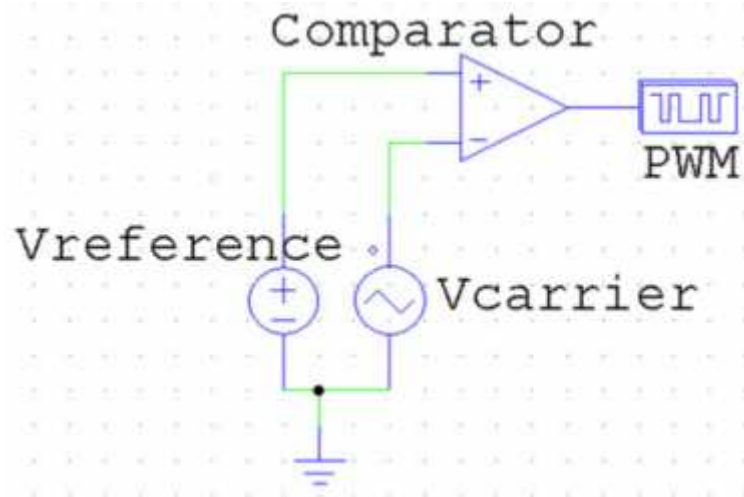 Comparator
+
−
PWM
Vreference
+
−
Vcarrier